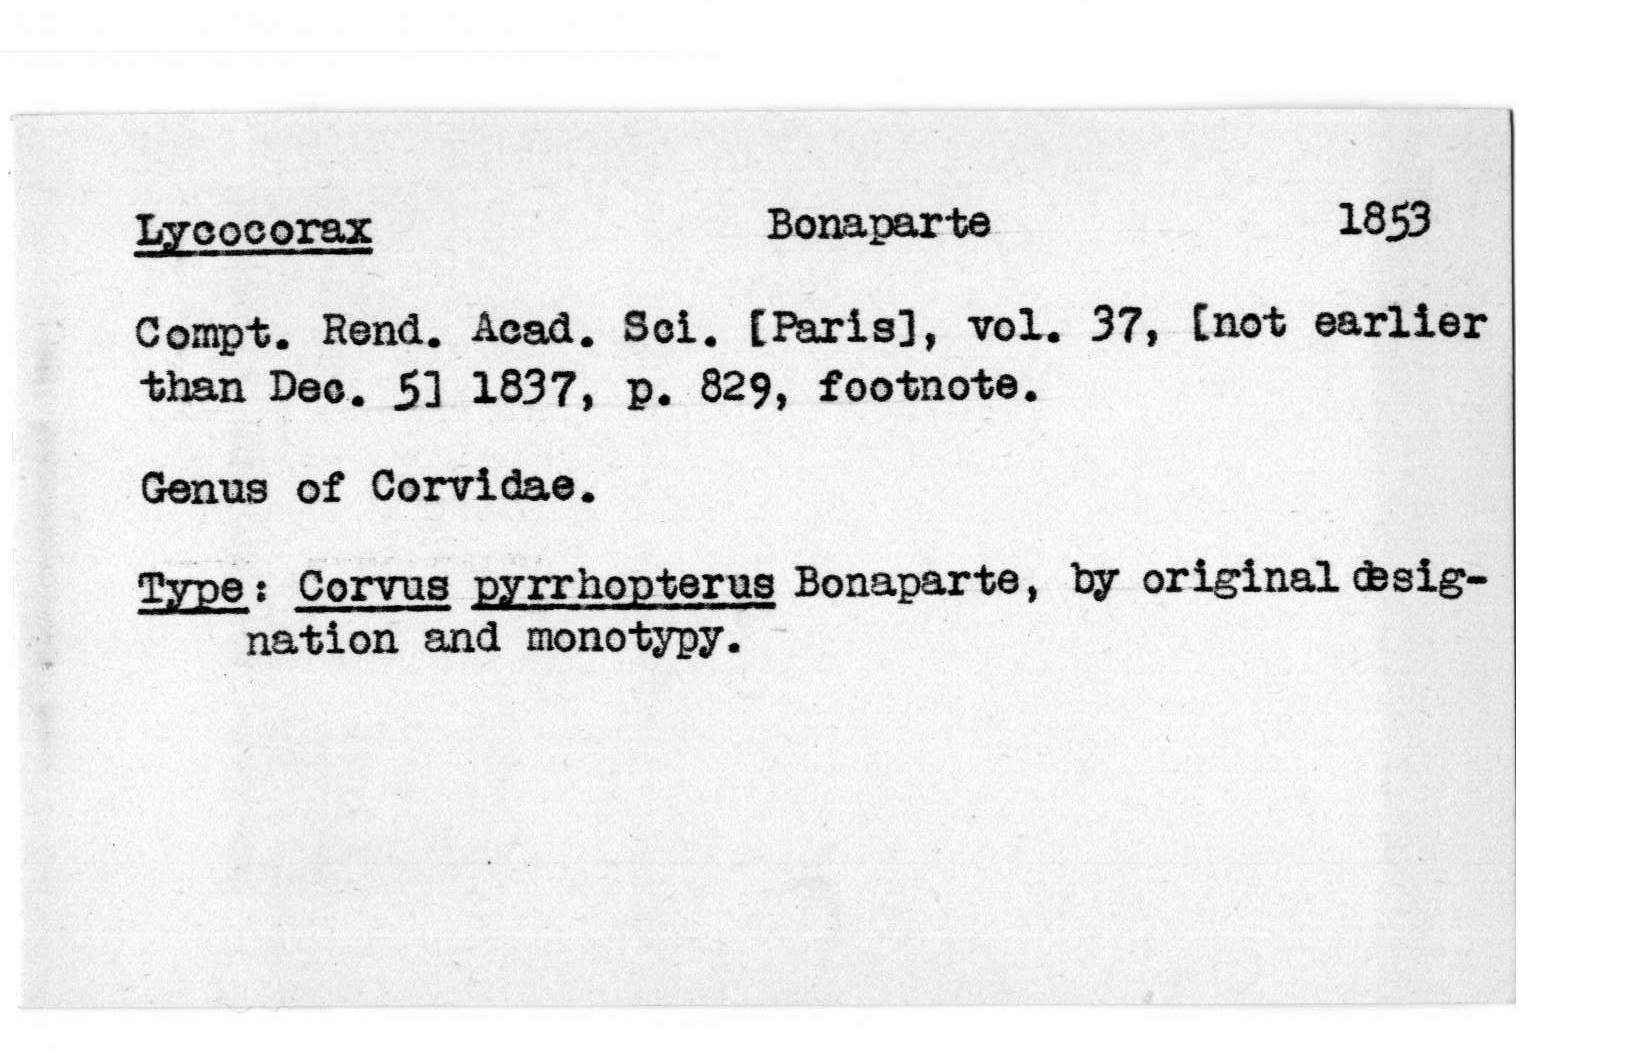 Lycocorax Bonaparte 1853
Compt. Rend. Acad. Sci. [Paris], vol. 37, [not earlier
than Dec. 5] 1837, p. 829, footnote.
Genus of Corvidae.
Type: Corvus pyrrhopterus Bonaparte, by original desig-
nation and monotypy.